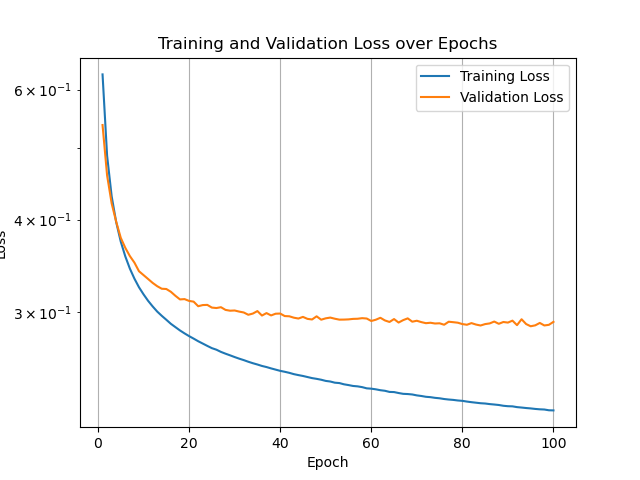 Training and Validation Loss over Epochs
Training Loss
Validation Loss
6 × 10⁻¹
4 × 10⁻¹
3 × 10⁻¹
Loss
0 20 40 60 80 100
Epoch